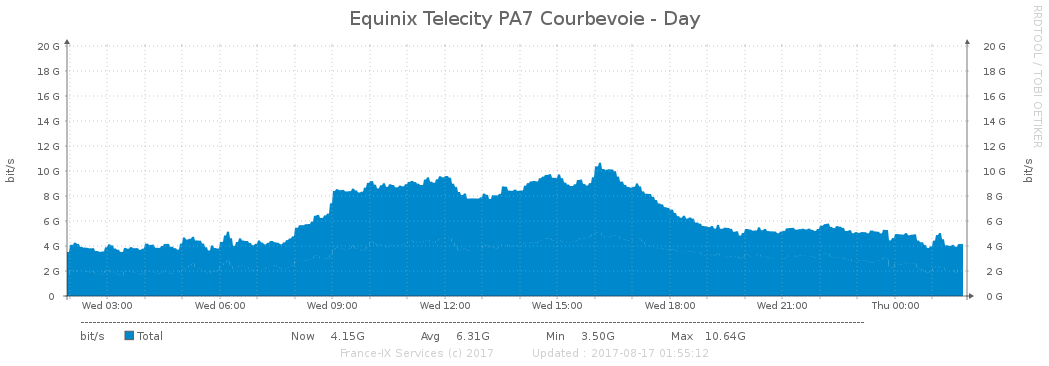 Equinix Telecity PA7 Courbevoie - Day
RRDTOOL / TOBI OETIKER
20 G 20 G
18 G 18 G
16 G 16 G
14 G 14 G
12 G 12 G
10 G 10 G
8 G 8 G
6 G 6 G
4 G 4 G
2 G 2 G
0 0 G
bit/s
bit/s
Wed 03:00 Wed 06:00 Wed 09:00 Wed 12:00 Wed 15:00 Wed 18:00 Wed 21:00 Thu 00:00
bit/s Total Now 4.15G Avg 6.31G Min 3.50G Max 10.64G
France-IX Services (c) 2017 Updated : 2017-08-17 01:55:12